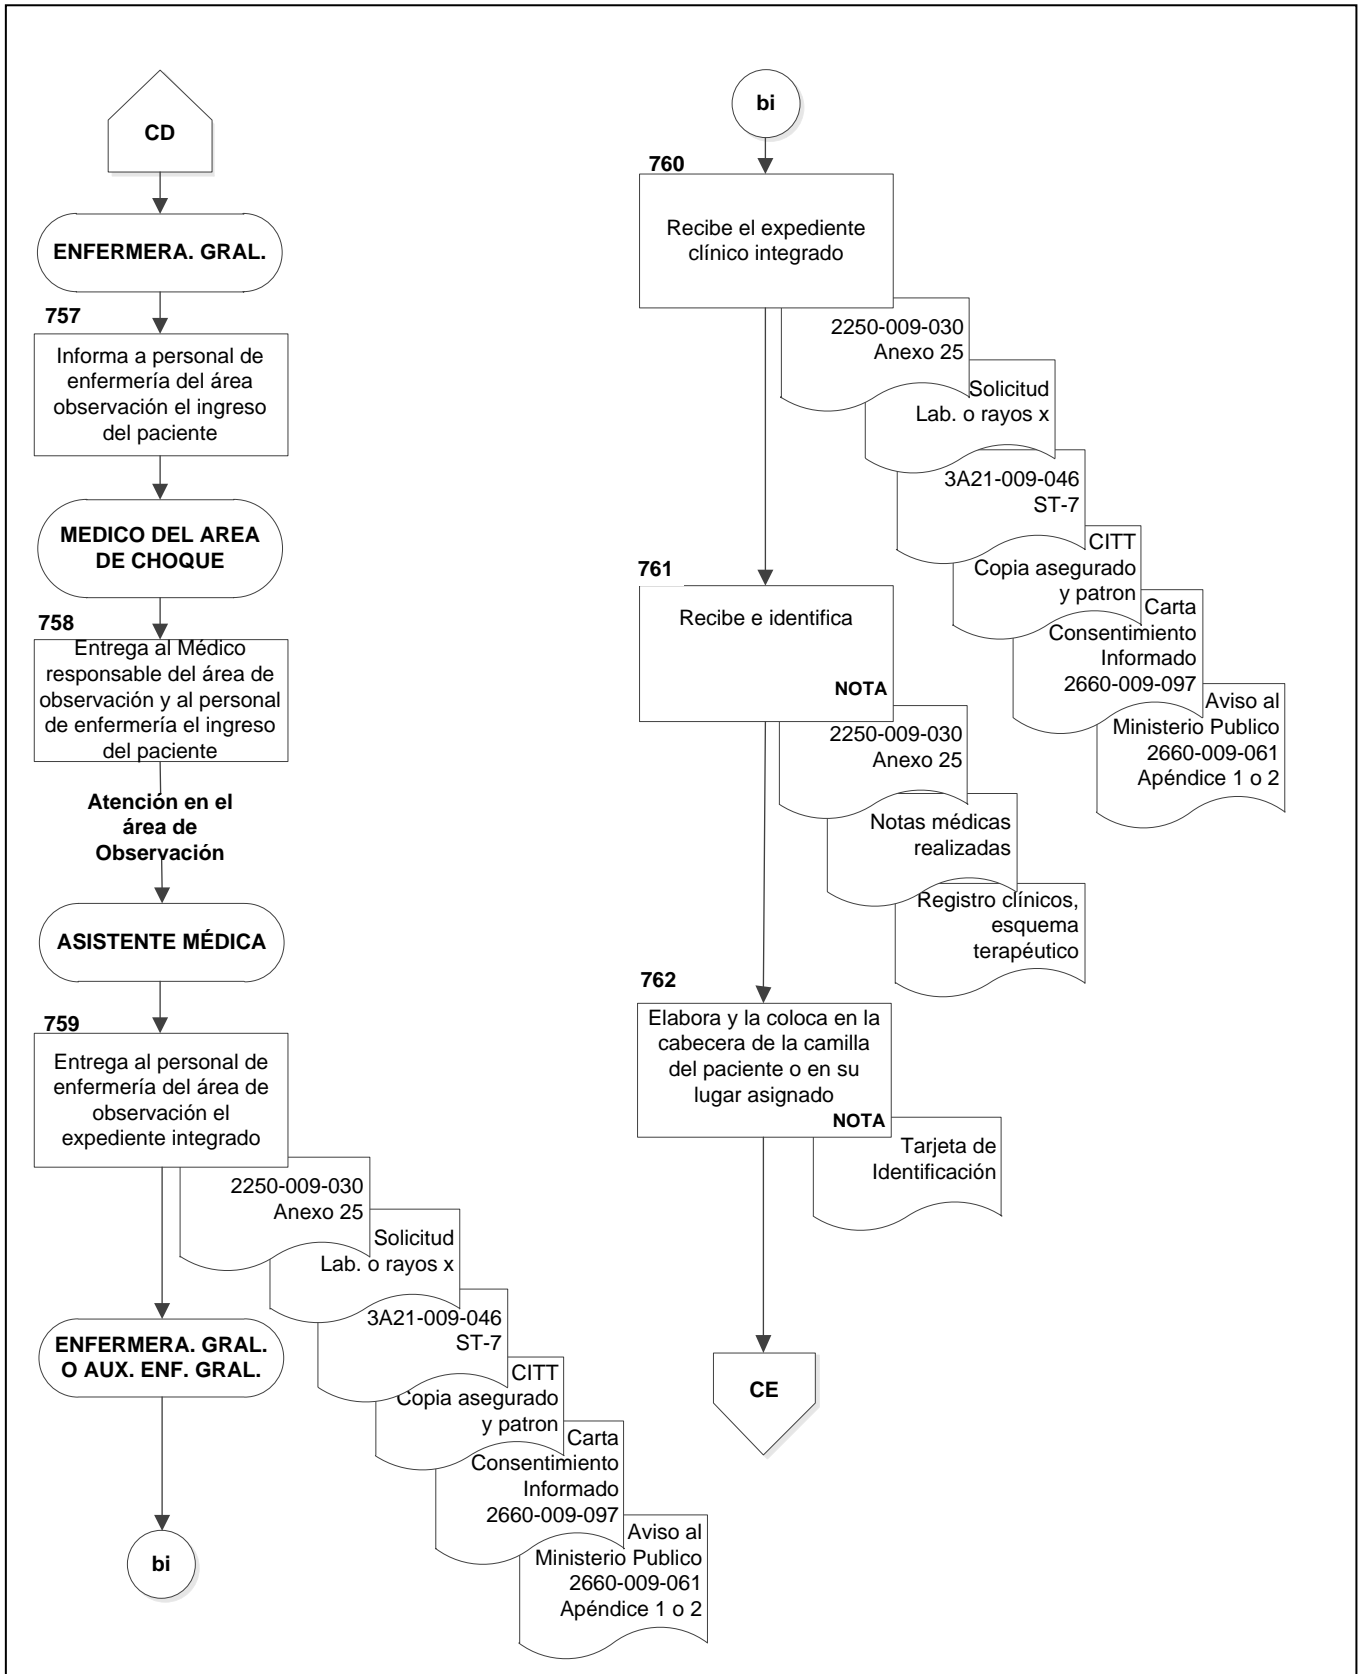 CD
ENFERMERA. GRAL.
757
Informa a personal de
enfermería del área
observación el ingreso
del paciente
MEDICO DEL AREA
DE CHOQUE
758
Entrega al Médico
responsable del área de
observación y al personal
de enfermería el ingreso
del paciente
Atención en el
área de
Observación
ASISTENTE MÉDICA
759
Entrega al personal de
enfermería del área de
observación el
expediente integrado
2250-009-030
Anexo 25
Solicitud
Lab. o rayos x
3A21-009-046
ST-7
CITT
Copia asegurado
y patron
Carta
Consentimiento
Informado
2660-009-097
Aviso al
Ministerio Publico
2660-009-061
Apéndice 1 o 2
ENFERMERA. GRAL.
O AUX. ENF. GRAL.
bi
bi
760
Recibe el expediente
clínico integrado
2250-009-030
Anexo 25
Solicitud
Lab. o rayos x
3A21-009-046
ST-7
CITT
Copia asegurado
y patron
Carta
Consentimiento
Informado
2660-009-097
Aviso al
Ministerio Publico
2660-009-061
Apéndice 1 o 2
761
Recibe e identifica
NOTA
2250-009-030
Anexo 25
Notas médicas
realizadas
Registro clínicos,
esquema
terapéutico
762
Elabora y la coloca en la
cabecera de la camilla
del paciente o en su
lugar asignado
NOTA
Tarjeta de
Identificación
CE